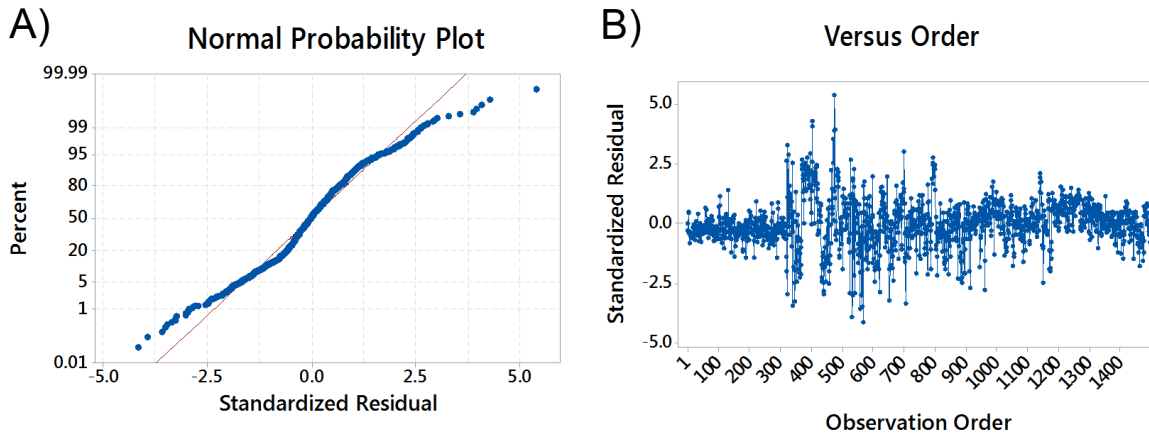 A)
Normal Probability Plot
99.99
99
95
80
50
20
5
1
0.01
Percent
-5.0 -2.5 0.0 2.5 5.0
Standardized Residual
B)
Versus Order
5.0
2.5
0.0
-2.5
-5.0
Standardized Residual
1 100 200 300 400 500 600 700 800 900 1000 1100 1200 1300 1400
Observation Order